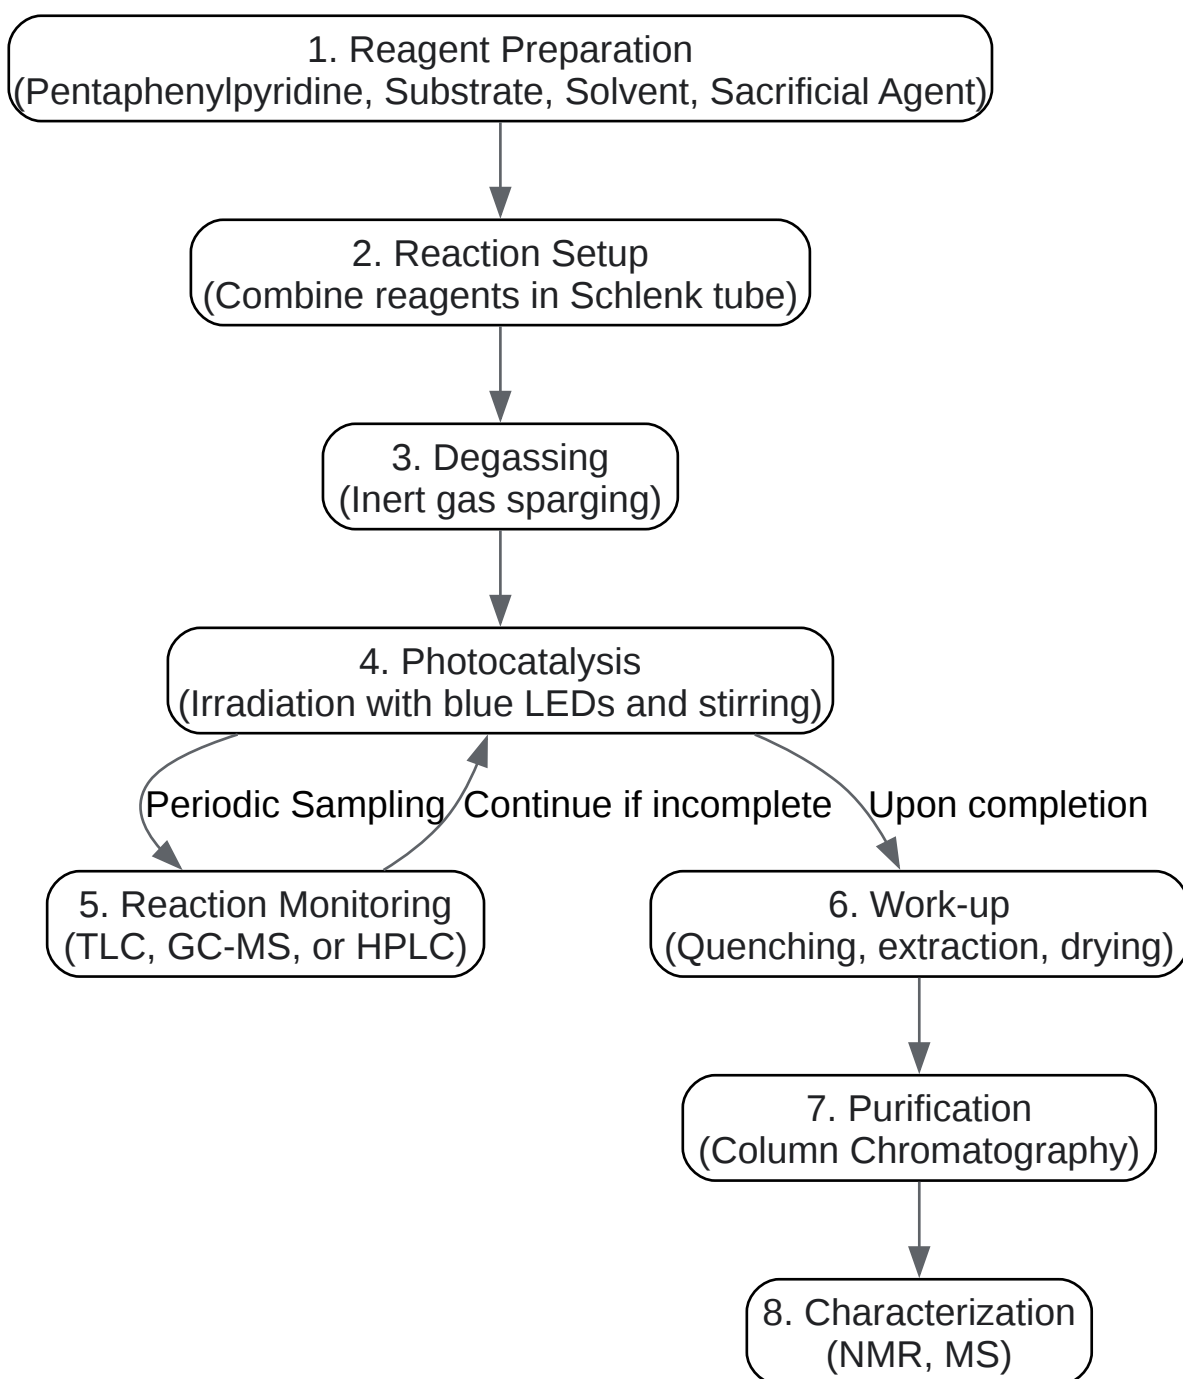 1. Reagent Preparation
(Pentaphenylpyridine, Substrate, Solvent, Sacrificial Agent)
2. Reaction Setup
(Combine reagents in Schlenk tube)
3. Degassing
(Inert gas sparging)
4. Photocatalysis
(Irradiation with blue LEDs and stirring)
Periodic Sampling
Continue if incomplete
Upon completion
5. Reaction Monitoring
(TLC, GC-MS, or HPLC)
6. Work-up
(Quenching, extraction, drying)
7. Purification
(Column Chromatography)
8. Characterization
(NMR, MS)